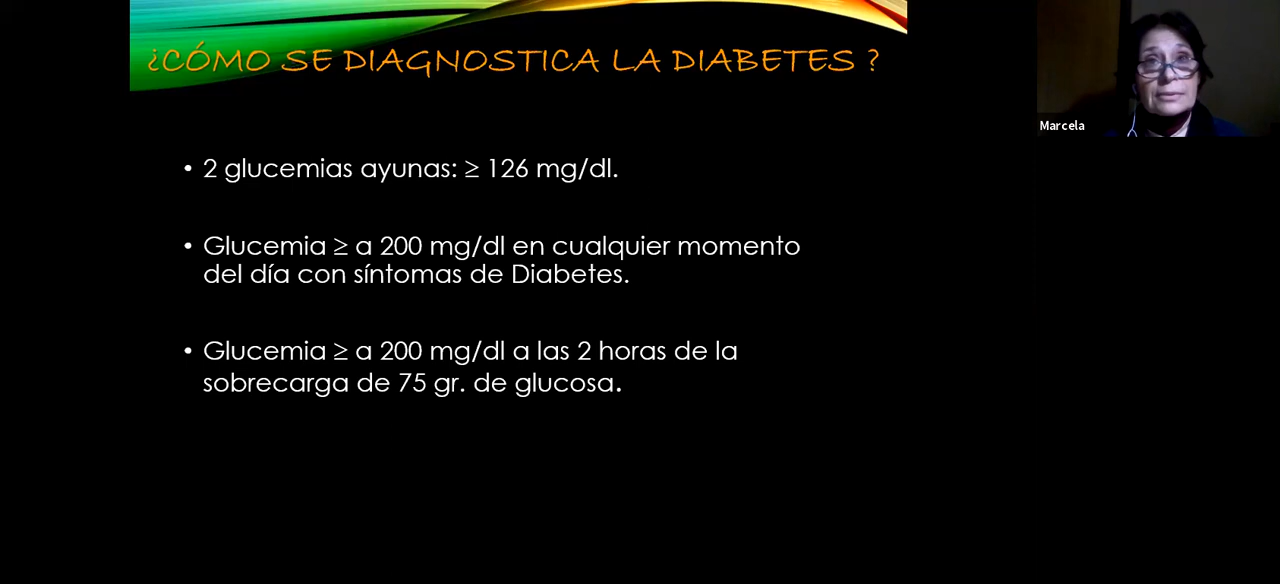 ¿CÓMO SE DIAGNOSTICA LA DIABETES ?
Marcela
• 2 glucemias ayunas: ≥ 126 mg/dl.
• Glucemia ≥ a 200 mg/dl en cualquier momento
del día con síntomas de Diabetes.
• Glucemia ≥ a 200 mg/dl a las 2 horas de la
sobrecarga de 75 gr. de glucosa.